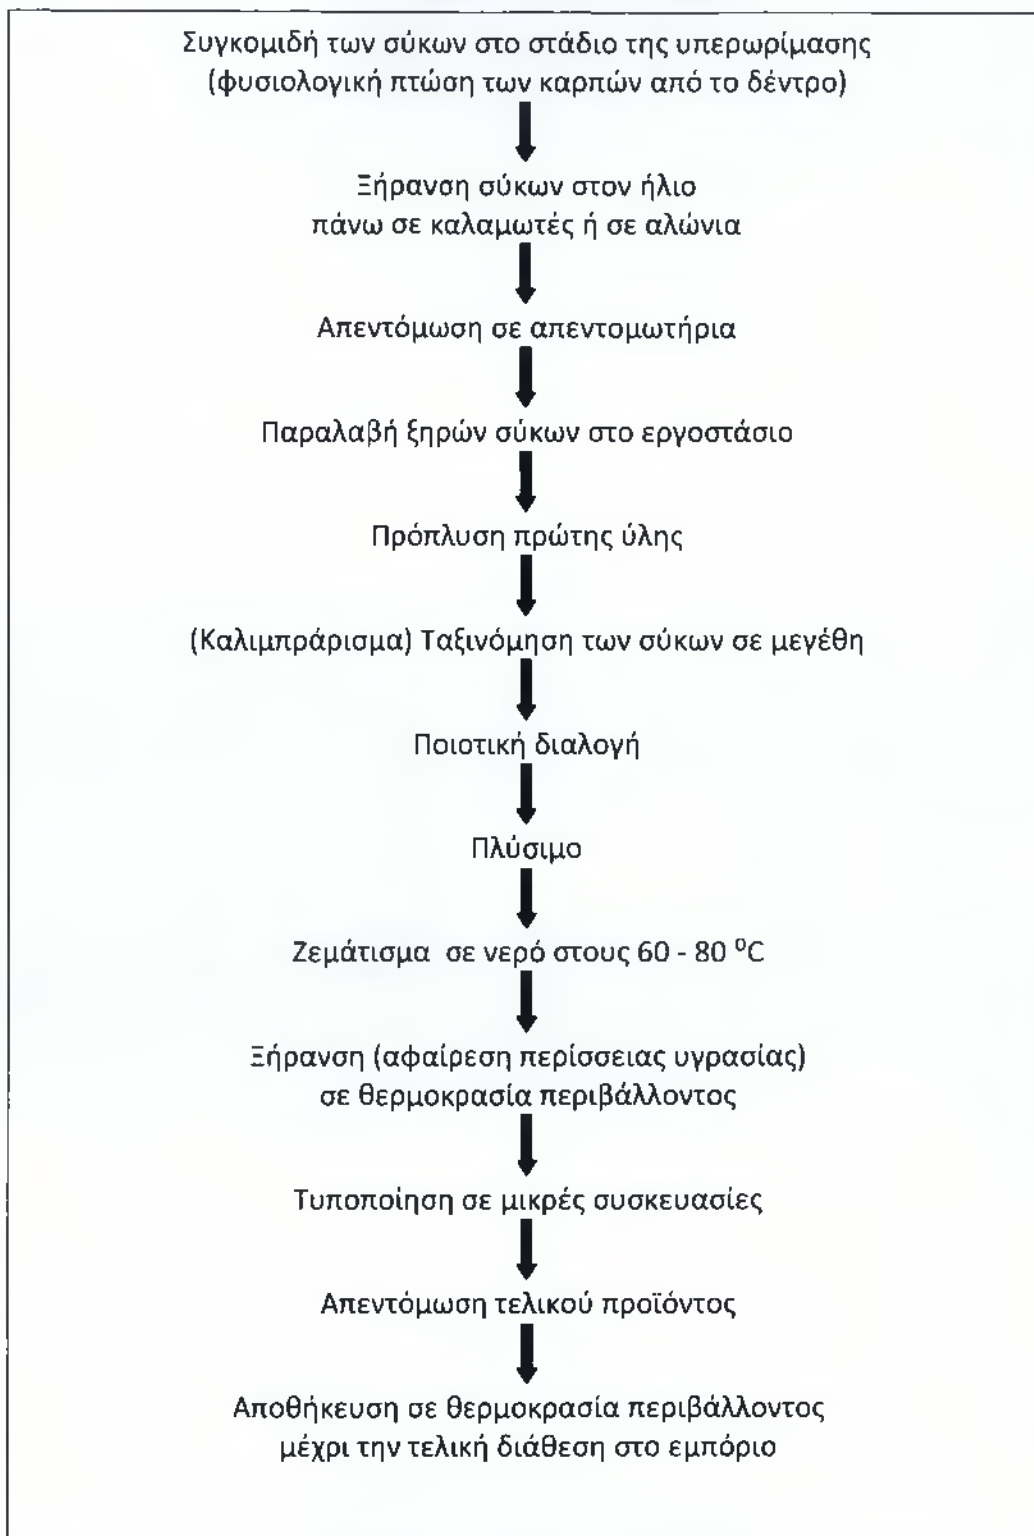 Συγκομιδή των σύκων στο στάδιο της υπερωρίμασης
(φυσιολογική πτώση των καρπών από το δέντρο)
Ξήρανση σύκων στον ήλιο
πάνω σε καλαμωτές ή σε αλώνια
Απεντόμωση σε απεντομωτήρια
Παραλαβή ξηρών σύκων στο εργοστάσιο
Πρόπλυση πρώτης ύλης
(Καλιμπράρισμα) Ταξινόμηση των σύκων σε μεγέθη
Ποιοτική διαλογή
Πλύσιμο
Ζεμάτισμα σε νερό στους 60 - 80 ⁰C
Ξήρανση (αφαίρεση περίσσειας υγρασίας)
σε θερμοκρασία περιβάλλοντος
Τυποποίηση σε μικρές συσκευασίες
Απεντόμωση τελικού προϊόντος
Αποθήκευση σε θερμοκρασία περιβάλλοντος
μέχρι την τελική διάθεση στο εμπόριο